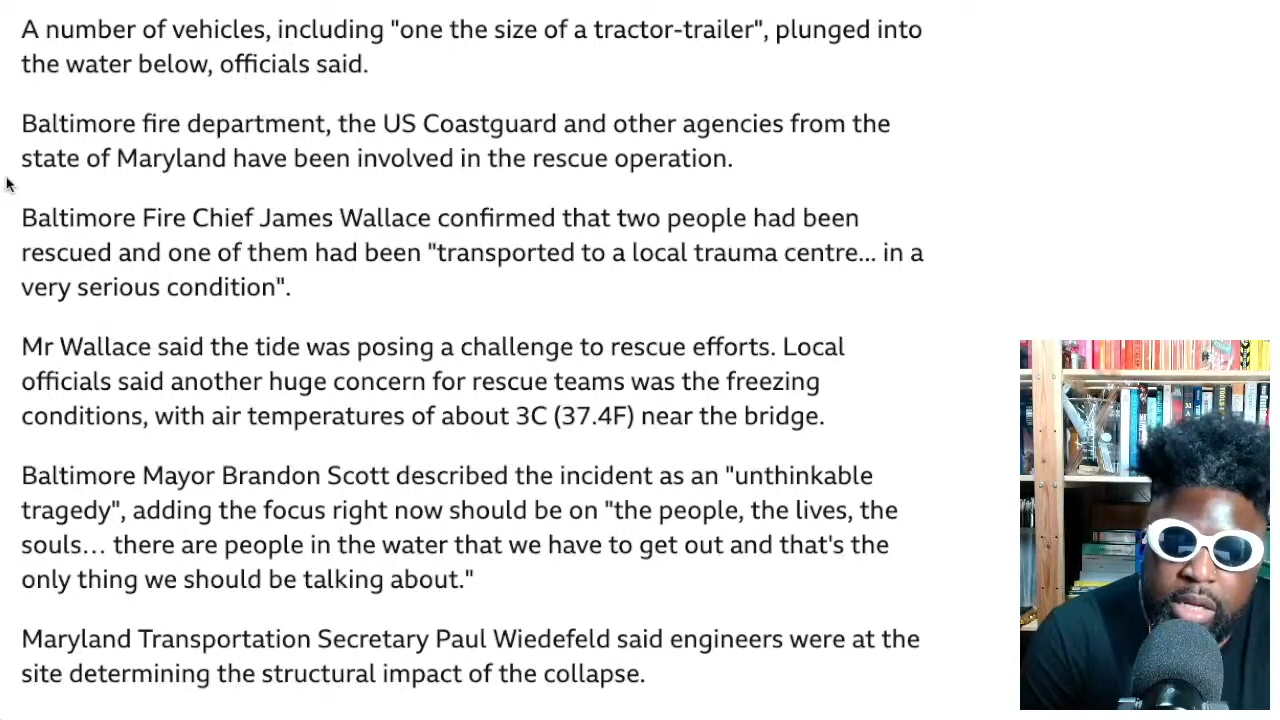 A number of vehicles, including "one the size of a tractor-trailer", plunged into
the water below, officials said.
Baltimore fire department, the US Coastguard and other agencies from the
state of Maryland have been involved in the rescue operation.
Baltimore Fire Chief James Wallace confirmed that two people had been
rescued and one of them had been "transported to a local trauma centre... in a
very serious condition".
Mr Wallace said the tide was posing a challenge to rescue efforts. Local
officials said another huge concern for rescue teams was the freezing
conditions, with air temperatures of about 3C (37.4F) near the bridge.
Baltimore Mayor Brandon Scott described the incident as an "unthinkable
tragedy", adding the focus right now should be on "the people, the lives, the
souls... there are people in the water that we have to get out and that's the
only thing we should be talking about."
Maryland Transportation Secretary Paul Wiedefeld said engineers were at the
site determining the structural impact of the collapse.